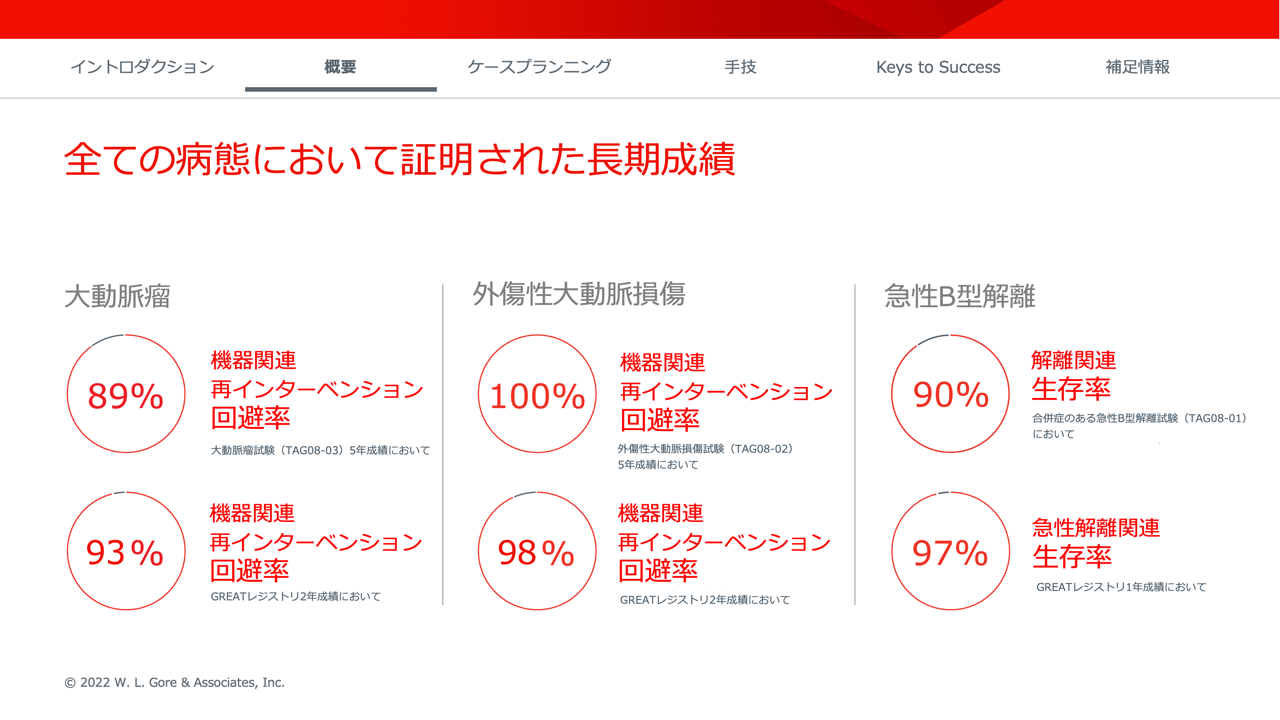 イントロダクション
概要
ケースプランニング
手技
Keys to Success
補足情報
全ての病態において証明された長期成績
大動脈瘤
89%
機器関連
再インターベンション
回避率
大動脈瘤試験（TAG08-03）5年成績において
93%
機器関連
再インターベンション
回避率
GREATレジストリ2年成績において
外傷性大動脈損傷
100%
機器関連
再インターベンション
回避率
外傷性大動脈損傷試験（TAG08-02）
5年成績において
98%
機器関連
再インターベンション
回避率
GREATレジストリ2年成績において
急性B型解離
90%
解離関連
生存率
合併症のある急性B型解離試験（TAG08-01）
において
97%
急性解離関連
生存率
GREATレジストリ1年成績において
© 2022 W. L. Gore & Associates, Inc.